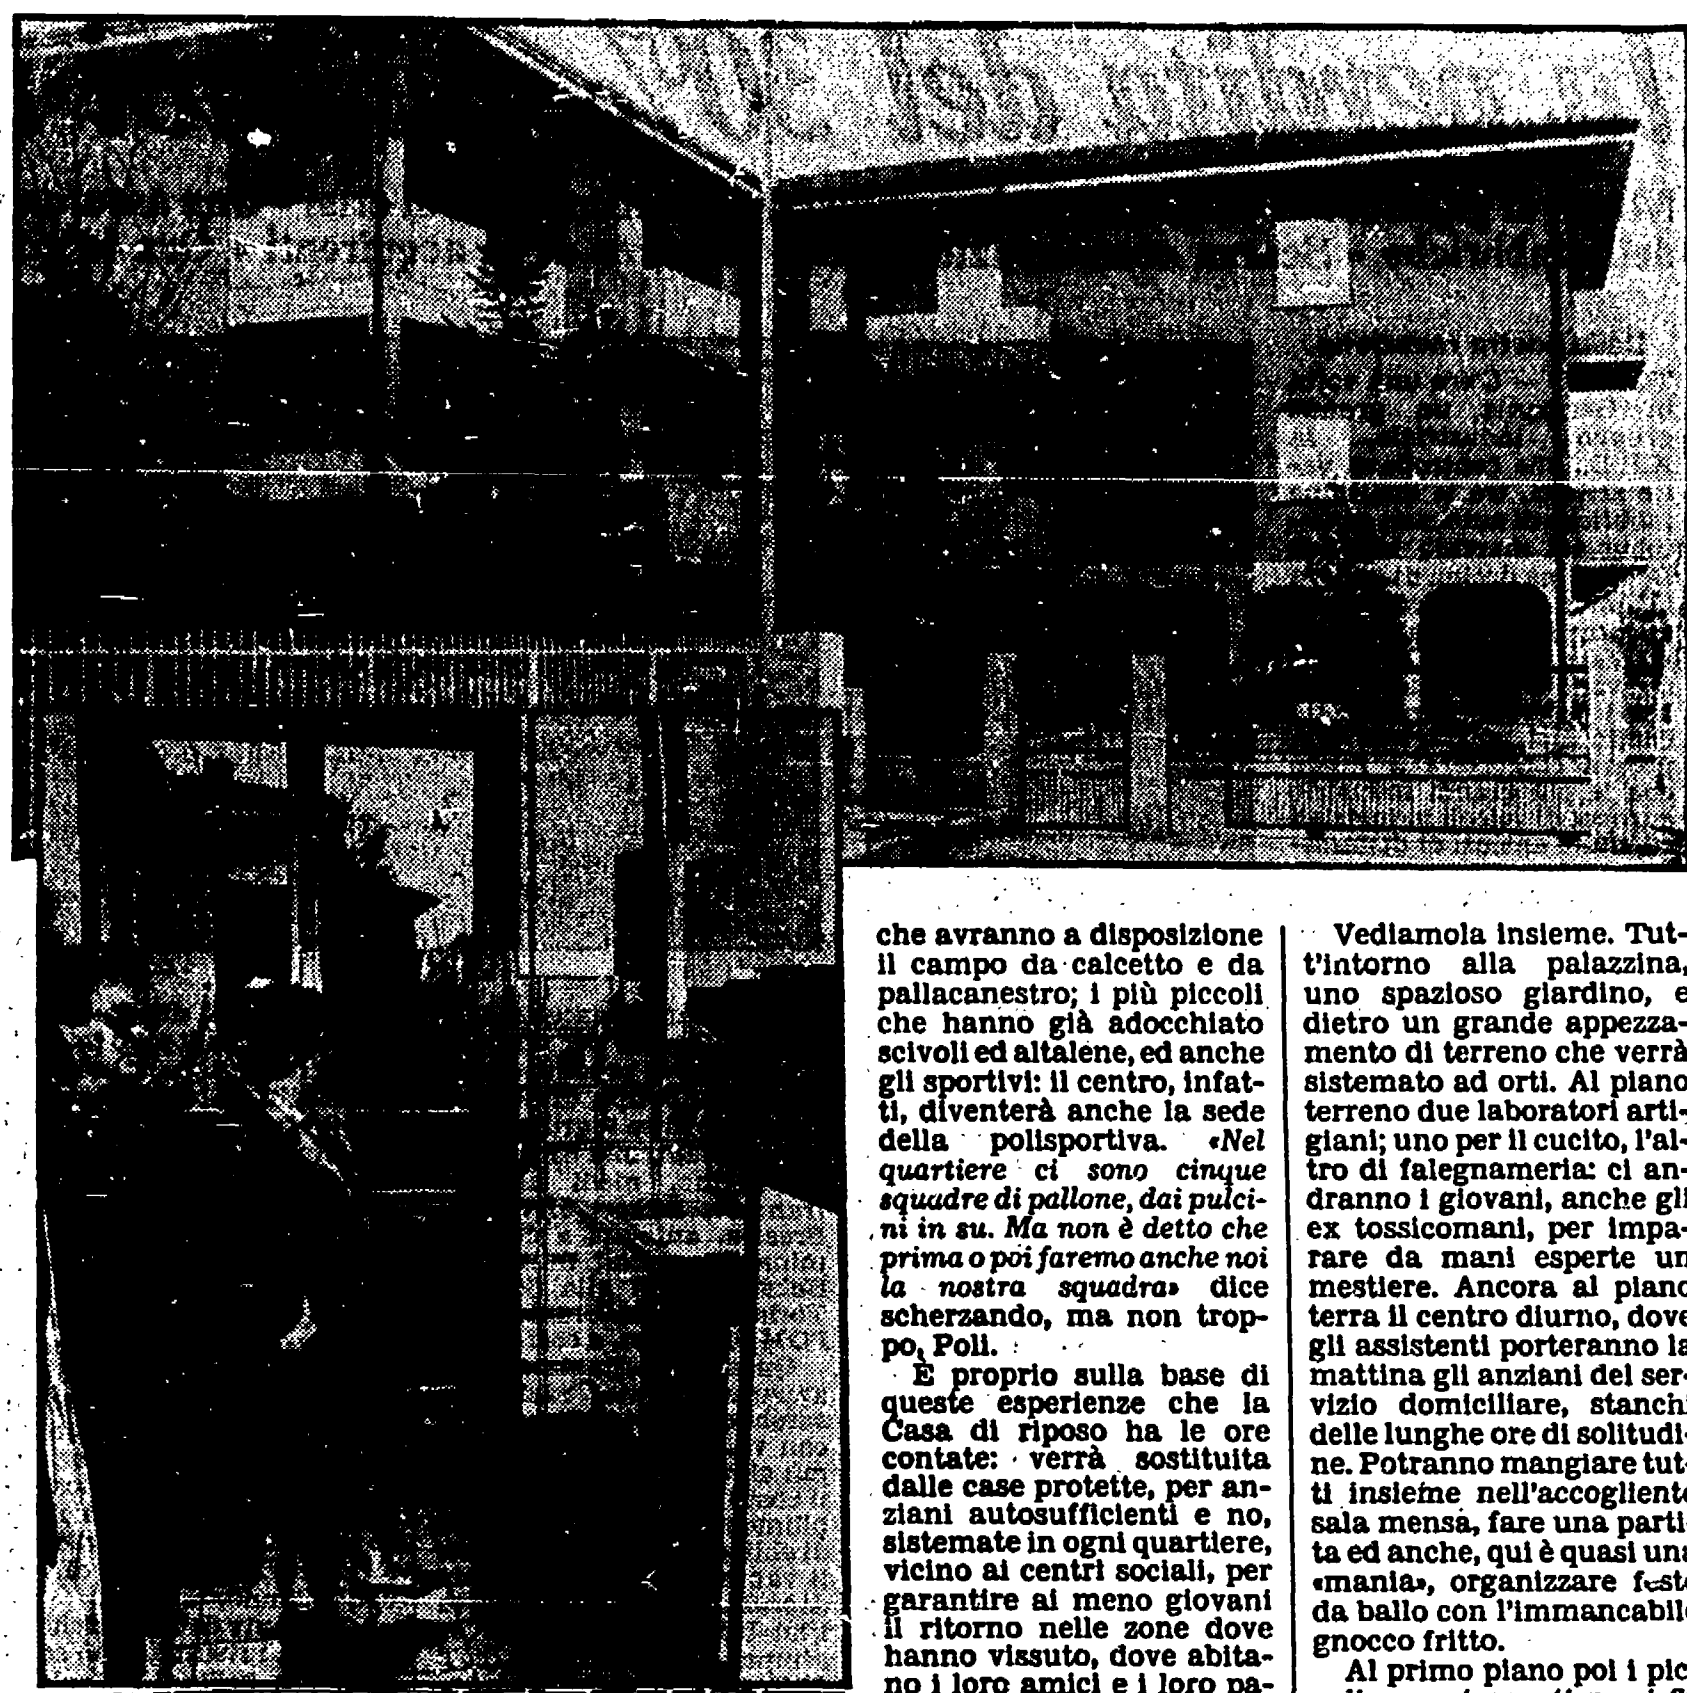 che avranno a disposizione
il campo da calcetto e da
pallacanestro; i più piccoli
che hanno già adocchiato
scivoli ed altalene, ed anche
gli sportivi: il centro, infat-
ti, diventerà anche la sede
della polisportiva. «Nel
quartiere ci sono cinque
squadre di pallone, dai pulci-
ni in su. Ma non è detto che
prima o poi faremo anche noi
la nostra squadra» dice
scherzando, ma non trop-
po, Poli.
È proprio sulla base di
queste esperienze che la
Casa di riposo ha le ore
contate: verrà sostituita
dalle case protette, per an-
ziani autosufficienti e no,
sistemate in ogni quartiere,
vicino ai centri sociali, per
garantire ai meno giovani
il ritorno nelle zone dove
hanno vissuto, dove abita-
no i loro amici e i loro pa-
Vediamola insieme. Tut-
t'intorno alla palazzina,
uno spazioso giardino, e
dietro un grande appezza-
mento di terreno che verrà
sistemato ad orti. Al piano
terreno due laboratori arti-
giani; uno per il cucito, l'al-
tro di falegnameria: ci an-
dranno i giovani, anche gli
ex tossicomani, per impa-
rare da mani esperte un
mestiere. Ancora al piano
terra il centro diurno, dove
gli assistenti porteranno la
mattina gli anziani del ser-
vizio domiciliare, stanchi
delle lunghe ore di solitudi-
ne. Potranno mangiare tut-
ti insieme nell'accogliente
sala mensa, fare una parti-
ta ed anche, qui è quasi una
«mania», organizzare feste
da ballo con l'immancabile
gnocco fritto.
Al primo piano poi i pic-